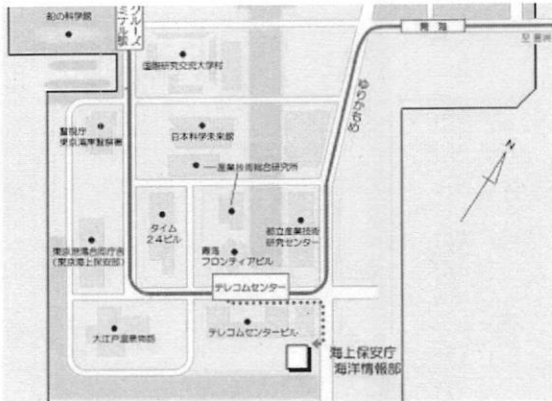 船の科学館
クルーズ
ミナル駅
青海
至 豊洲
国際研究交流大学村
ゆりかもめ
警視庁
東京湾岸警察署
日本科学未来館
産業技術総合研究所
N
タイム
24ビル
青海
フロンティアビル
都立産業技術
研究センター
東京港湾合同庁舎
(東京海上保安部)
テレコムセンター
大江戸温泉物語
テレコムセンタービル
海上保安庁
海洋情報部